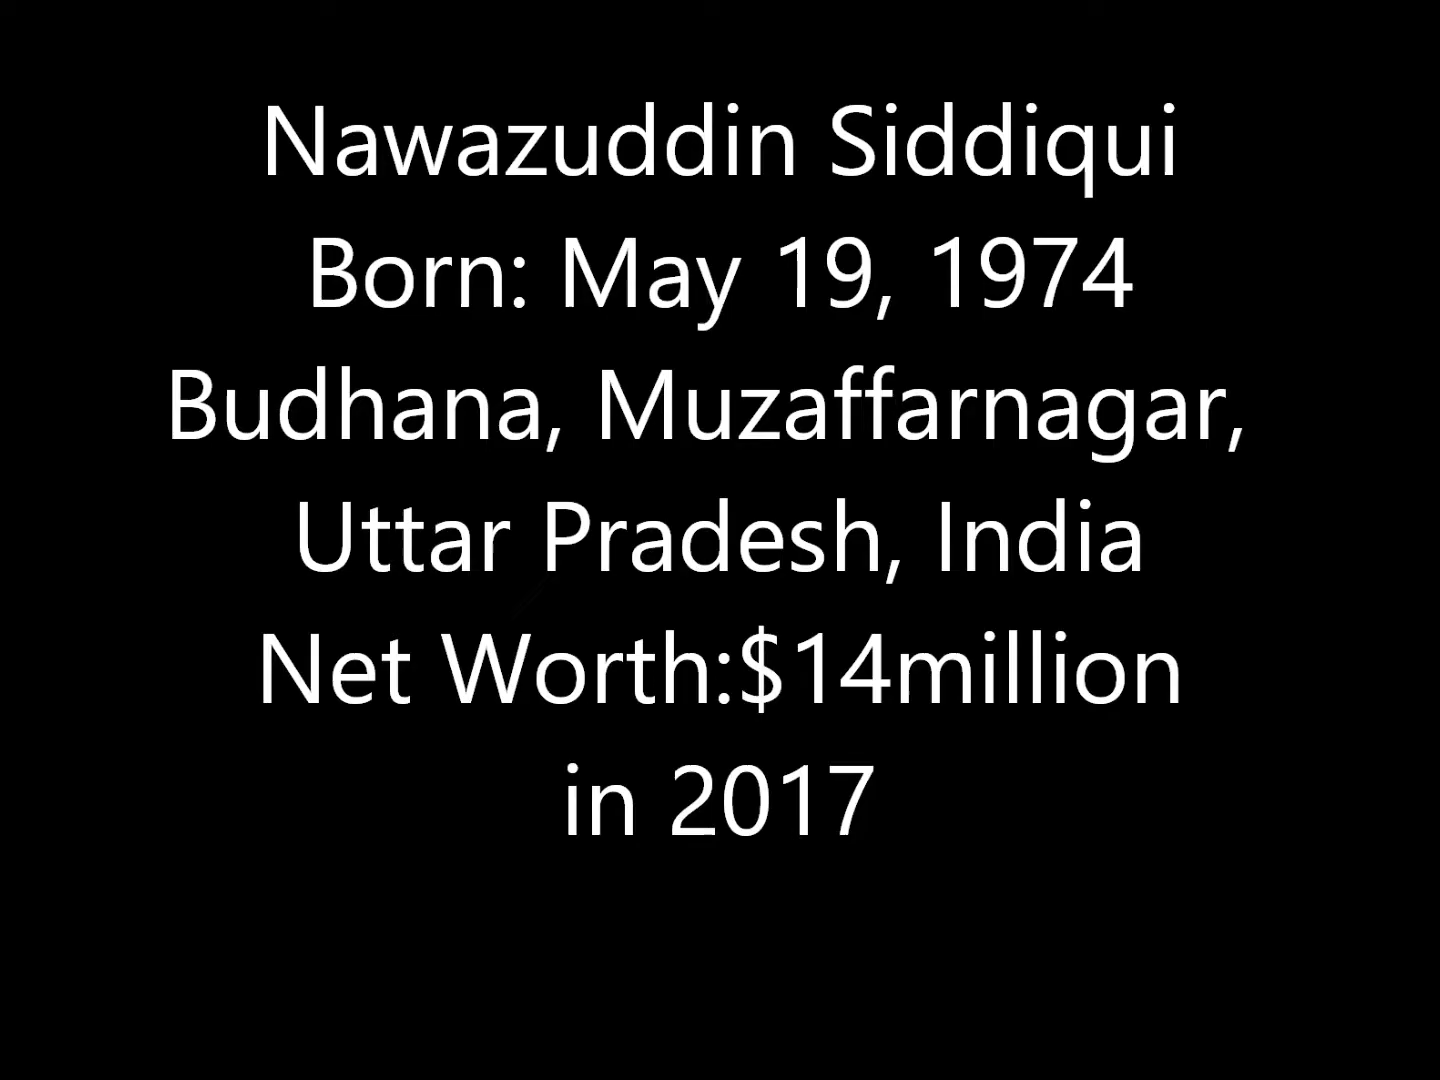 Nawazuddin Siddiqui
Born: May 19, 1974
Budhana, Muzaffarnagar,
Uttar Pradesh, India
Net Worth:$14million
in 2017